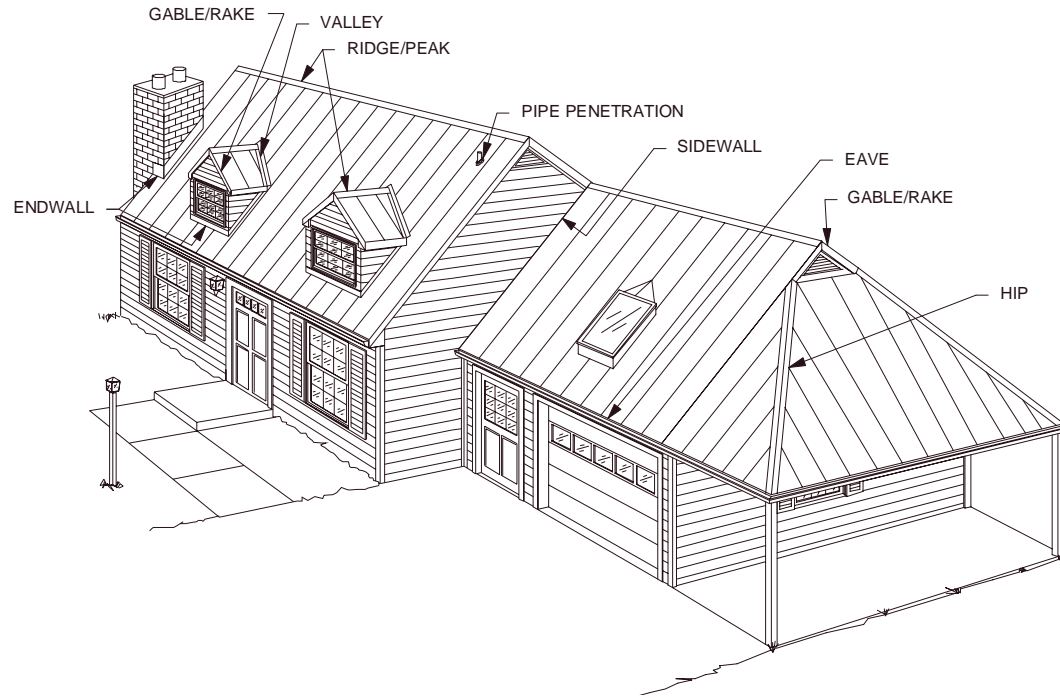 GABLE/RAKE
VALLEY
RIDGE/PEAK
PIPE PENETRATION
SIDEWALL
EAVE
GABLE/RAKE
ENDWALL
HIP